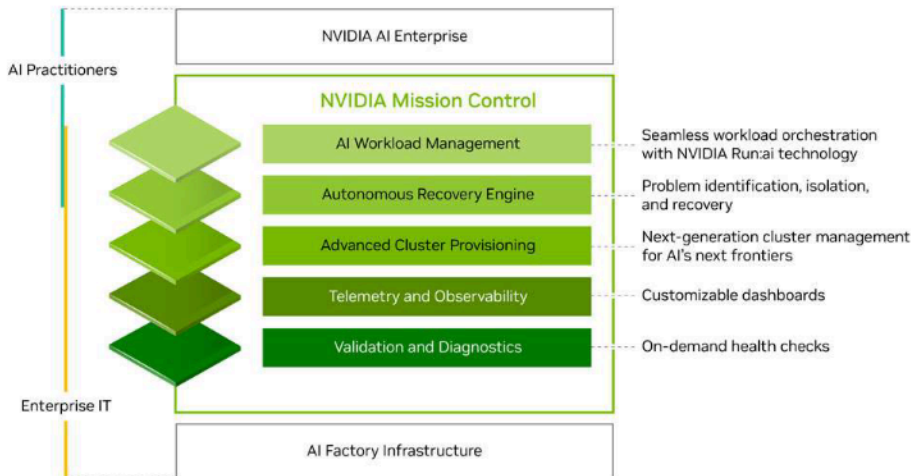 NVIDIA AI Enterprise
AI Practitioners
NVIDIA Mission Control
AI Workload Management
Seamless workload orchestration
with NVIDIA Run:ai technology
Autonomous Recovery Engine
Problem identification, isolation,
and recovery
Advanced Cluster Provisioning
Next-generation cluster management
for AI's next frontiers
Telemetry and Observability
Customizable dashboards
Validation and Diagnostics
On-demand health checks
Enterprise IT
AI Factory Infrastructure